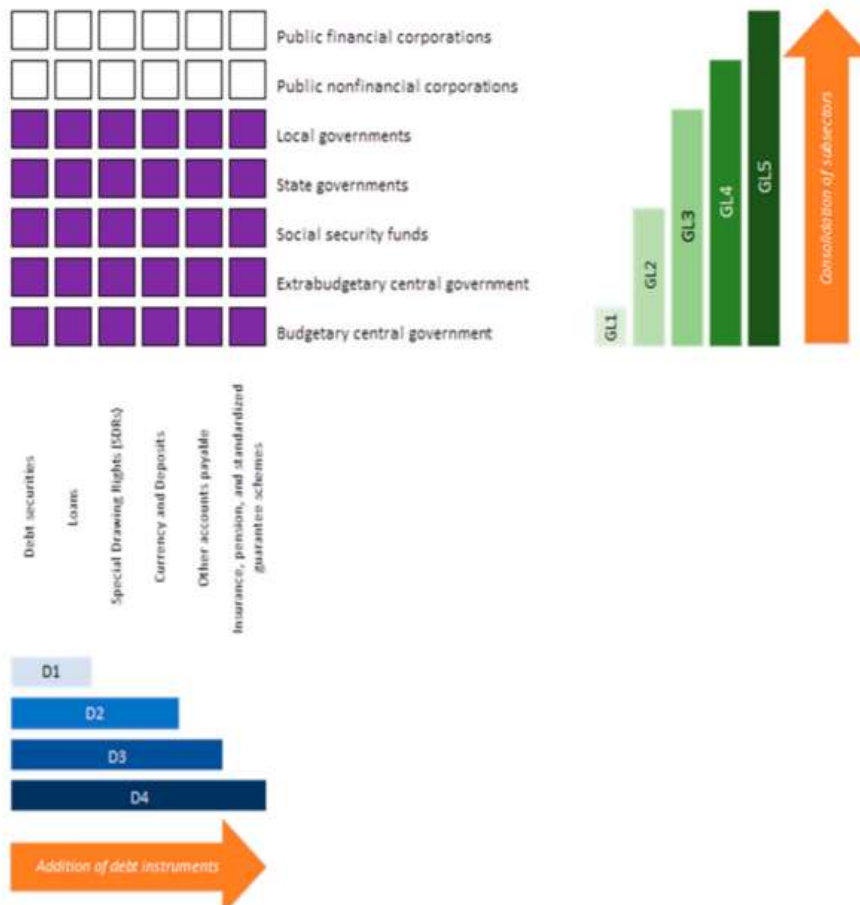 Public financial corporations
Public nonfinancial corporations
Local governments
State governments
Social security funds
Extrabudgetary central government
Budgetary central government
GL1
GL2
GL3
GL4
GL5
Consolidation of subsectors
Debt securities
Loans
Special Drawing Rights (SDRs)
Currency and Deposits
Other accounts payable
Insurance, pension, and standardized
guarantee schemes
D1
D2
D3
D4
Addition of debt instruments